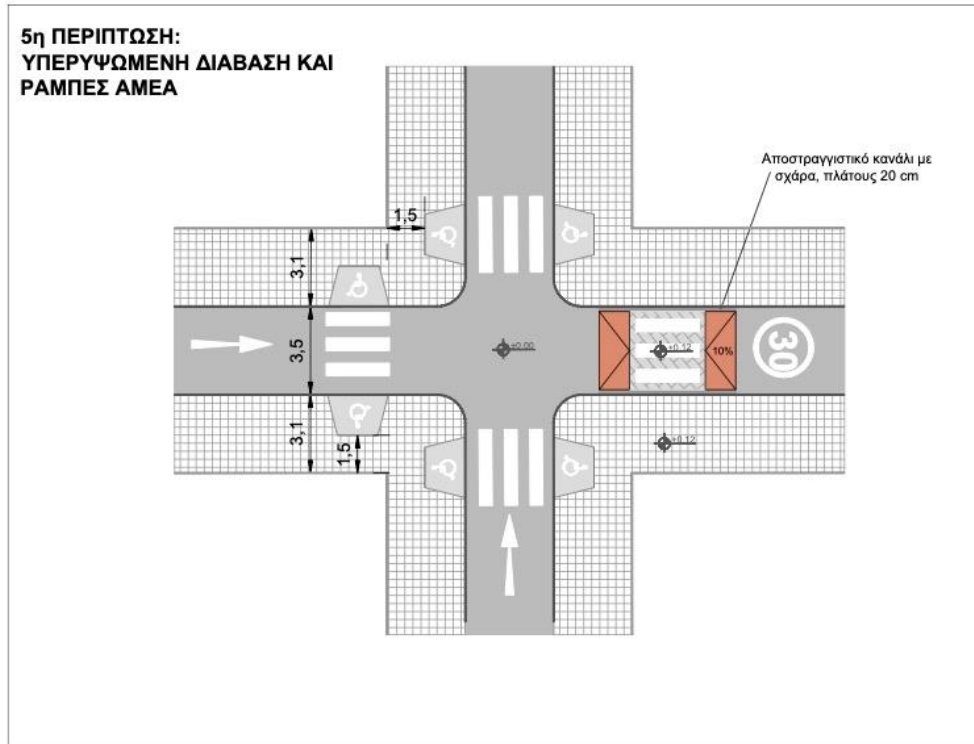 5η ΠΕΡΙΠΤΩΣΗ:
ΥΠΕΡΥΨΩΜΕΝΗ ΔΙΑΒΑΣΗ ΚΑΙ
ΡΑΜΠΕΣ ΑΜΕΑ
Αποστραγγιστικό κανάλι με
σχάρα, πλάτους 20 cm
1,5
3,1
3,5
±0.00
+0.12
10%
30
3,1
1,5
+0.12